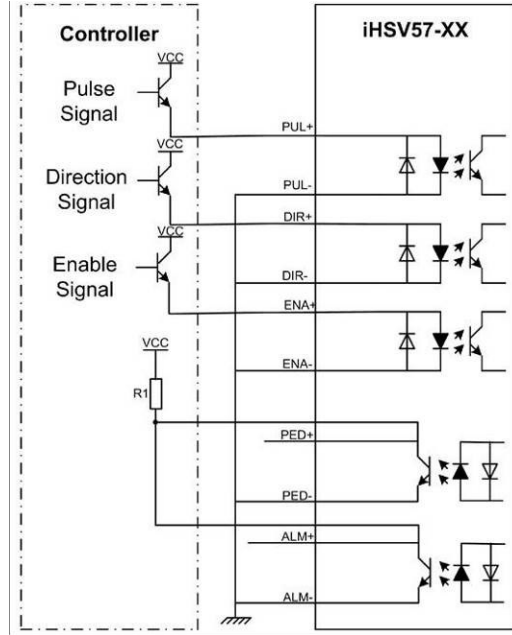 Controller
iHSV57-XX
VCC
Pulse
Signal
PUL+
VCC
PUL-
Direction
Signal
DIR+
VCC
Enable
Signal
DIR-
ENA+
VCC
ENA-
R1
PED+
PED-
ALM+
ALM-